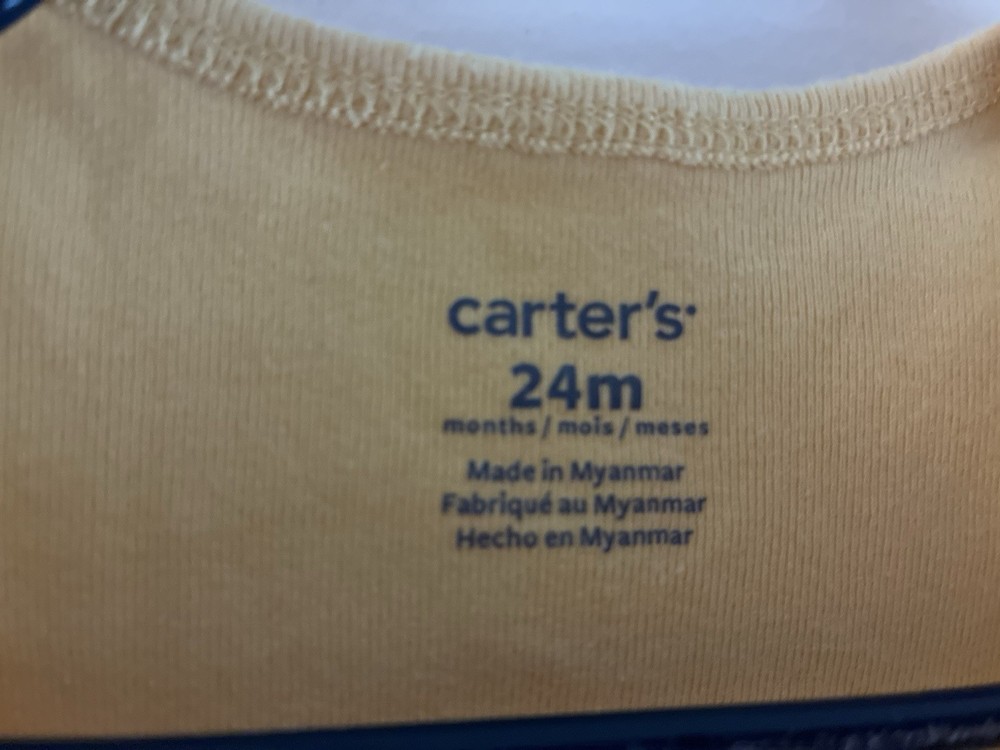 carter's
24m
months / mois / meses
Made in Myanmar
Fabriqué au Myanmar
Hecho en Myanmar